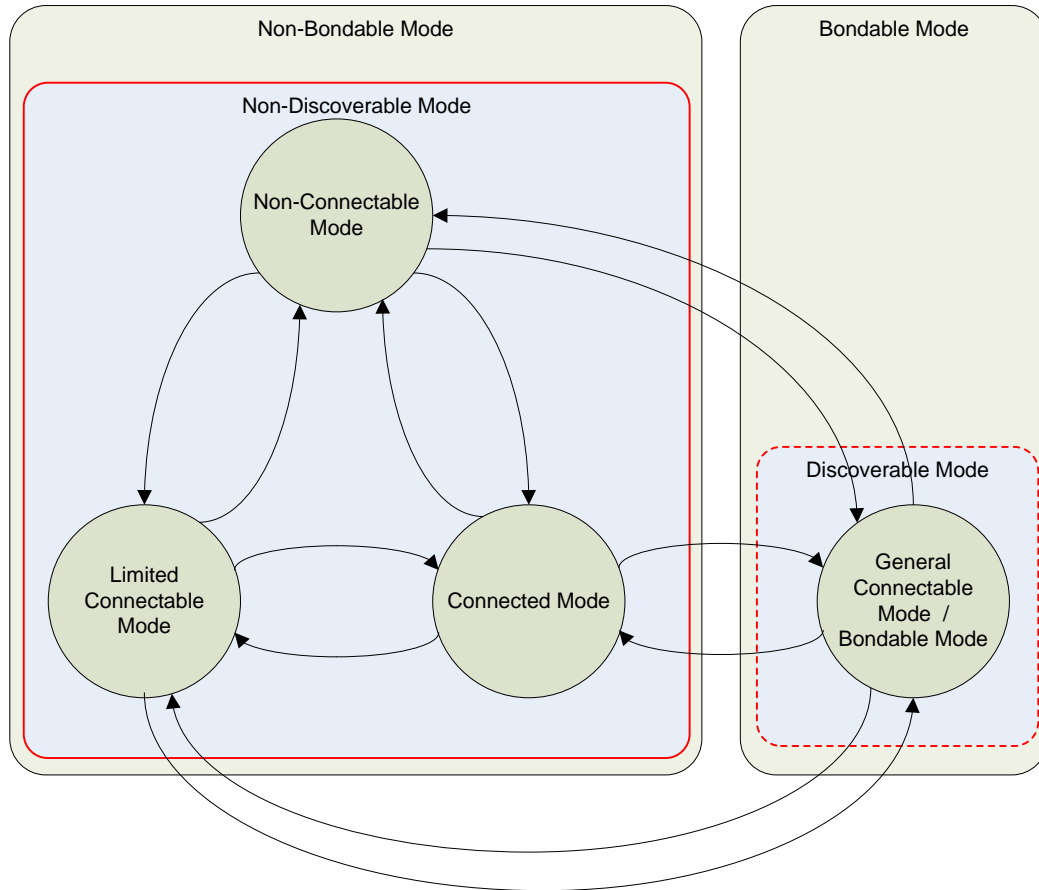 Non-Bondable Mode
Bondable Mode
Non-Discoverable Mode
Non-Connectable
Mode
Discoverable Mode
Limited
Connectable
Mode
Connected Mode
General
Connectable
Mode /
Bondable Mode